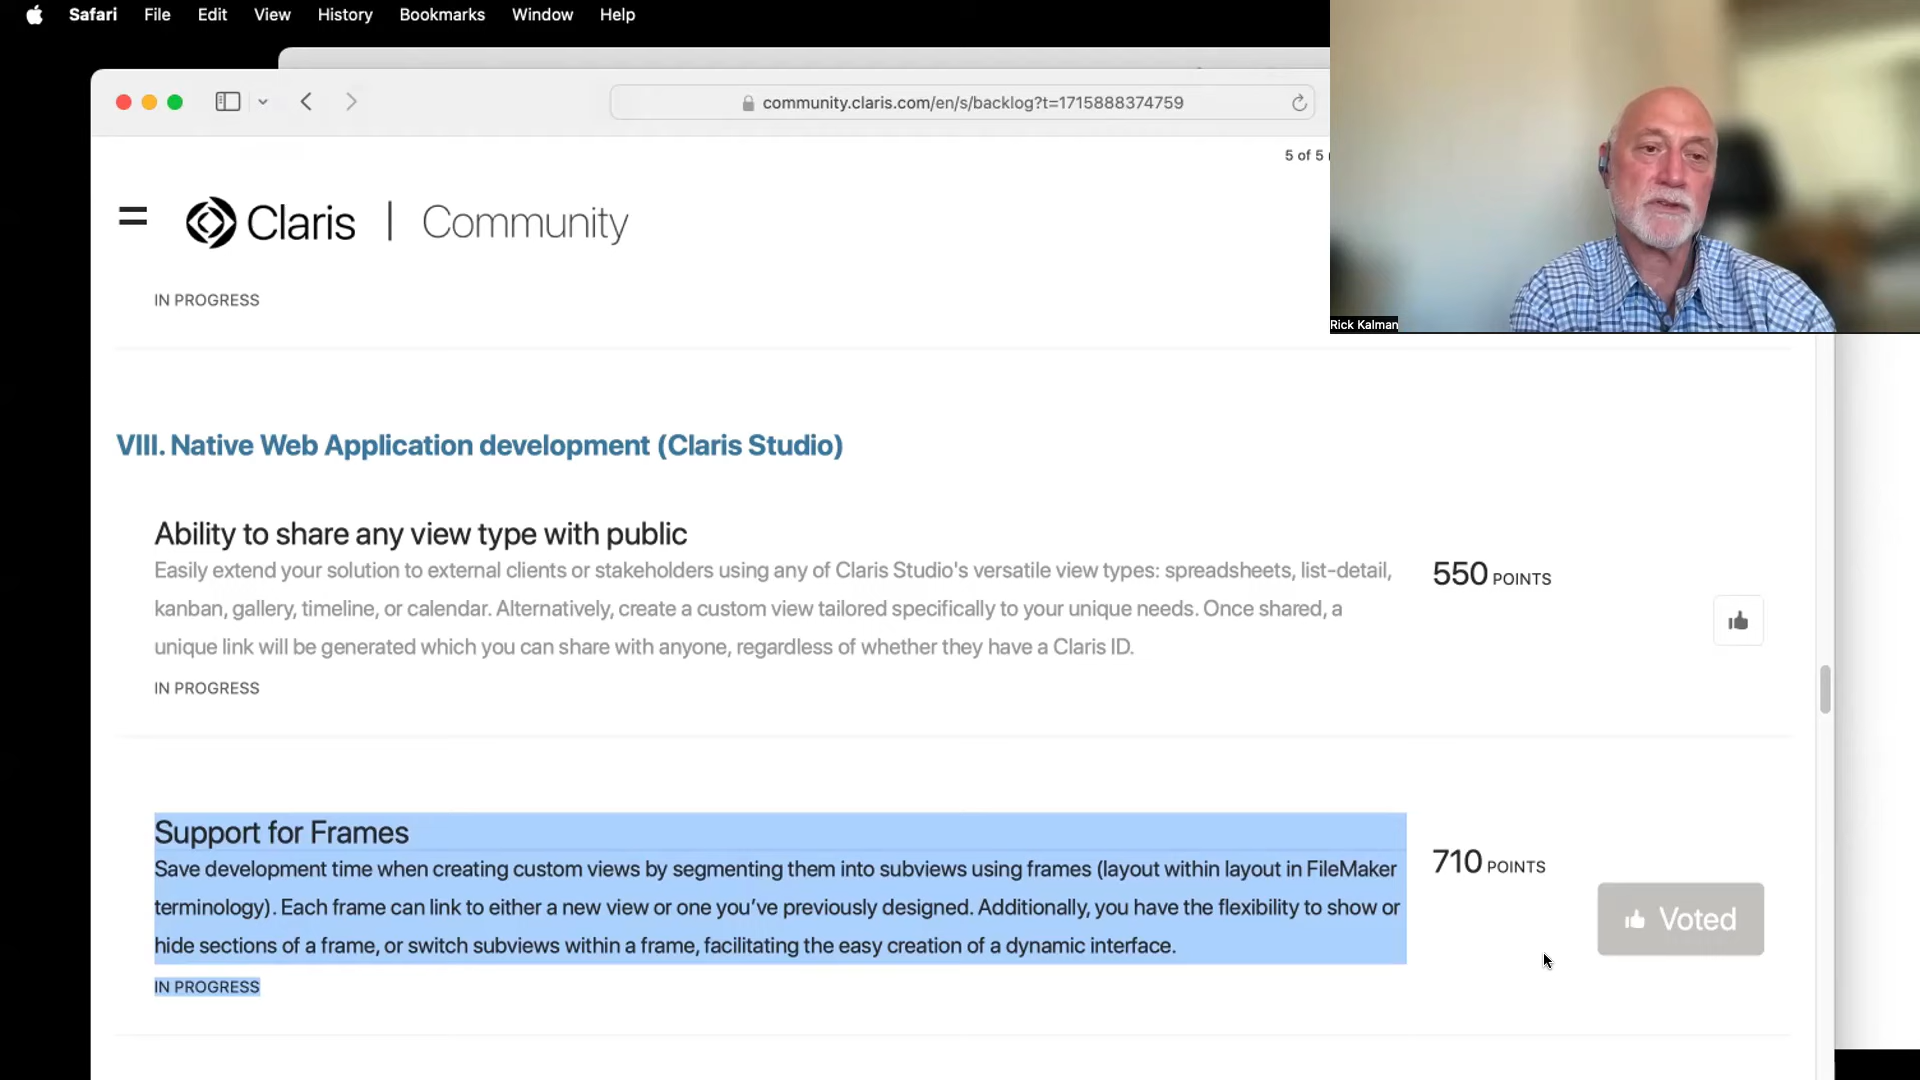 Safari File Edit View History Bookmarks Window Help
community.claris.com/en/s/backlog?t=1715888374759
5 of 5
Claris | Community
Rick Kalman
IN PROGRESS
VIII. Native Web Application development (Claris Studio)
Ability to share any view type with public
Easily extend your solution to external clients or stakeholders using any of Claris Studio's versatile view types: spreadsheets, list-detail,
kanban, gallery, timeline, or calendar. Alternatively, create a custom view tailored specifically to your unique needs. Once shared, a
unique link will be generated which you can share with anyone, regardless of whether they have a Claris ID.
550 POINTS
IN PROGRESS
Support for Frames
Save development time when creating custom views by segmenting them into subviews using frames (layout within layout in FileMaker
terminology). Each frame can link to either a new view or one you’ve previously designed. Additionally, you have the flexibility to show or
hide sections of a frame, or switch subviews within a frame, facilitating the easy creation of a dynamic interface.
710 POINTS
Voted
IN PROGRESS